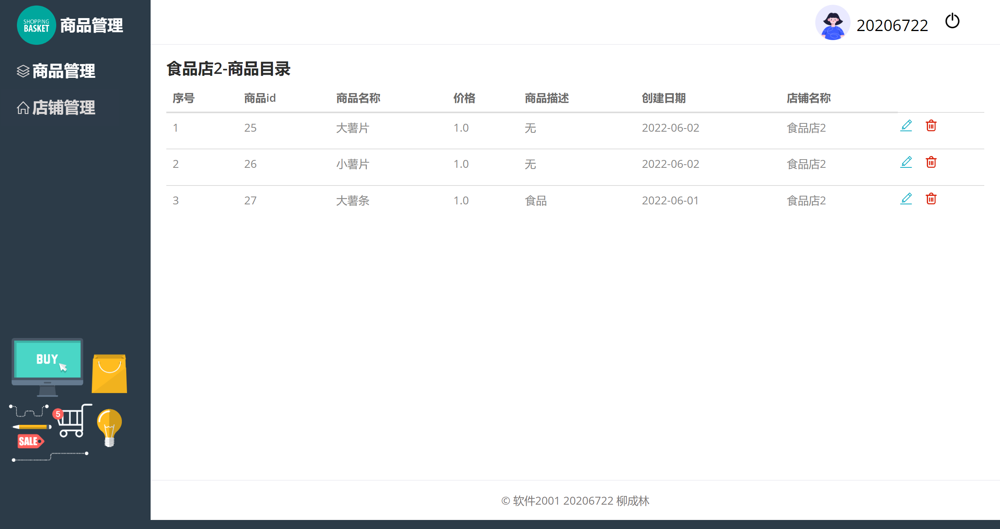 SHOPPING
BASKET
商品管理
20206722
商品管理
店铺管理
食品店2-商品目录
序号 商品id 商品名称 价格 商品描述 创建日期 店铺名称
1 25 大薯片 1.0 无 2022-06-02 食品店2
2 26 小薯片 1.0 无 2022-06-02 食品店2
3 27 大薯条 1.0 食品 2022-06-01 食品店2
BUY
5
SALE
© 软件2001 20206722 柳成林